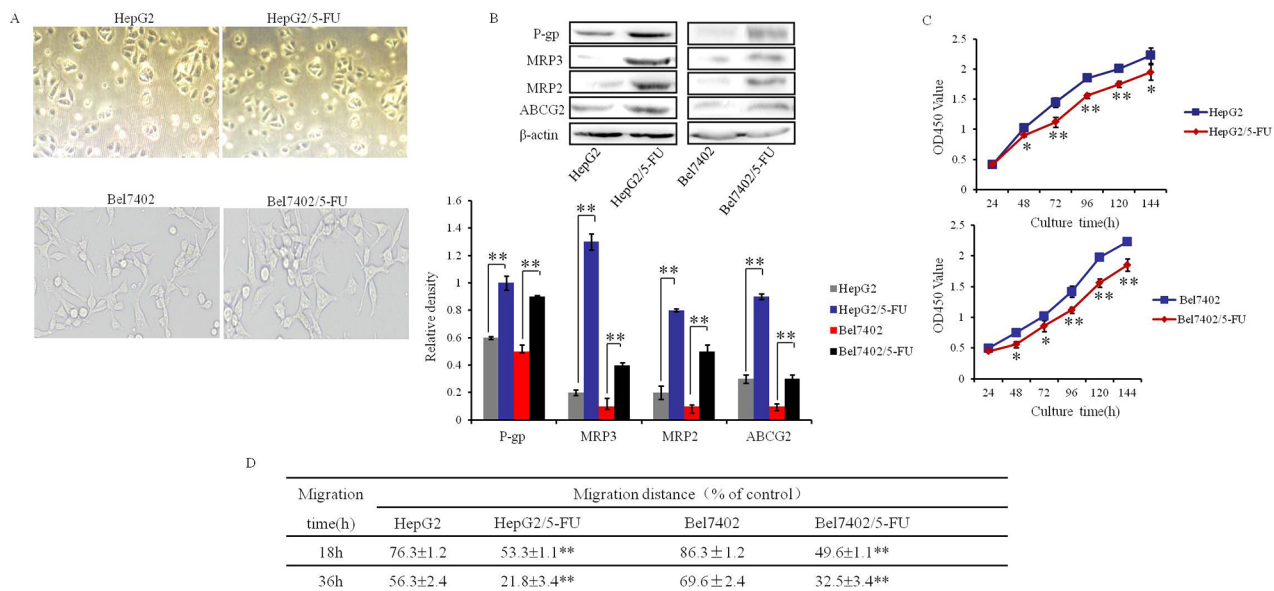 A
HepG2
HepG2/5-FU
Bel7402
Bel7402/5-FU
B
P-gp
MRP3
MRP2
ABCG2
β-actin
HepG2
HepG2/5-FU
Bel7402
Bel7402/5-FU
Relative density
1.6
1.4
1.2
1
0.8
0.6
0.4
0.2
0
** ** ** ** ** ** ** **
P-gp MRP3 MRP2 ABCG2
HepG2
HepG2/5-FU
Bel7402
Bel7402/5-FU
C
OD450 Value
2.5
2
1.5
1
0.5
0
* ** ** ** *
24 48 72 96 120 144
Culture time(h)
HepG2
HepG2/5-FU
OD450 Value
2.5
2
1.5
1
0.5
0
* * ** ** **
24 48 72 96 120 144
Culture time(h)
Bel7402
Bel7402/5-FU
D
Migration time(h) Migration distance（% of control）
HepG2 HepG2/5-FU Bel7402 Bel7402/5-FU
18h 76.3±1.2 53.3±1.1** 86.3±1.2 49.6±1.1**
36h 56.3±2.4 21.8±3.4** 69.6±2.4 32.5±3.4**